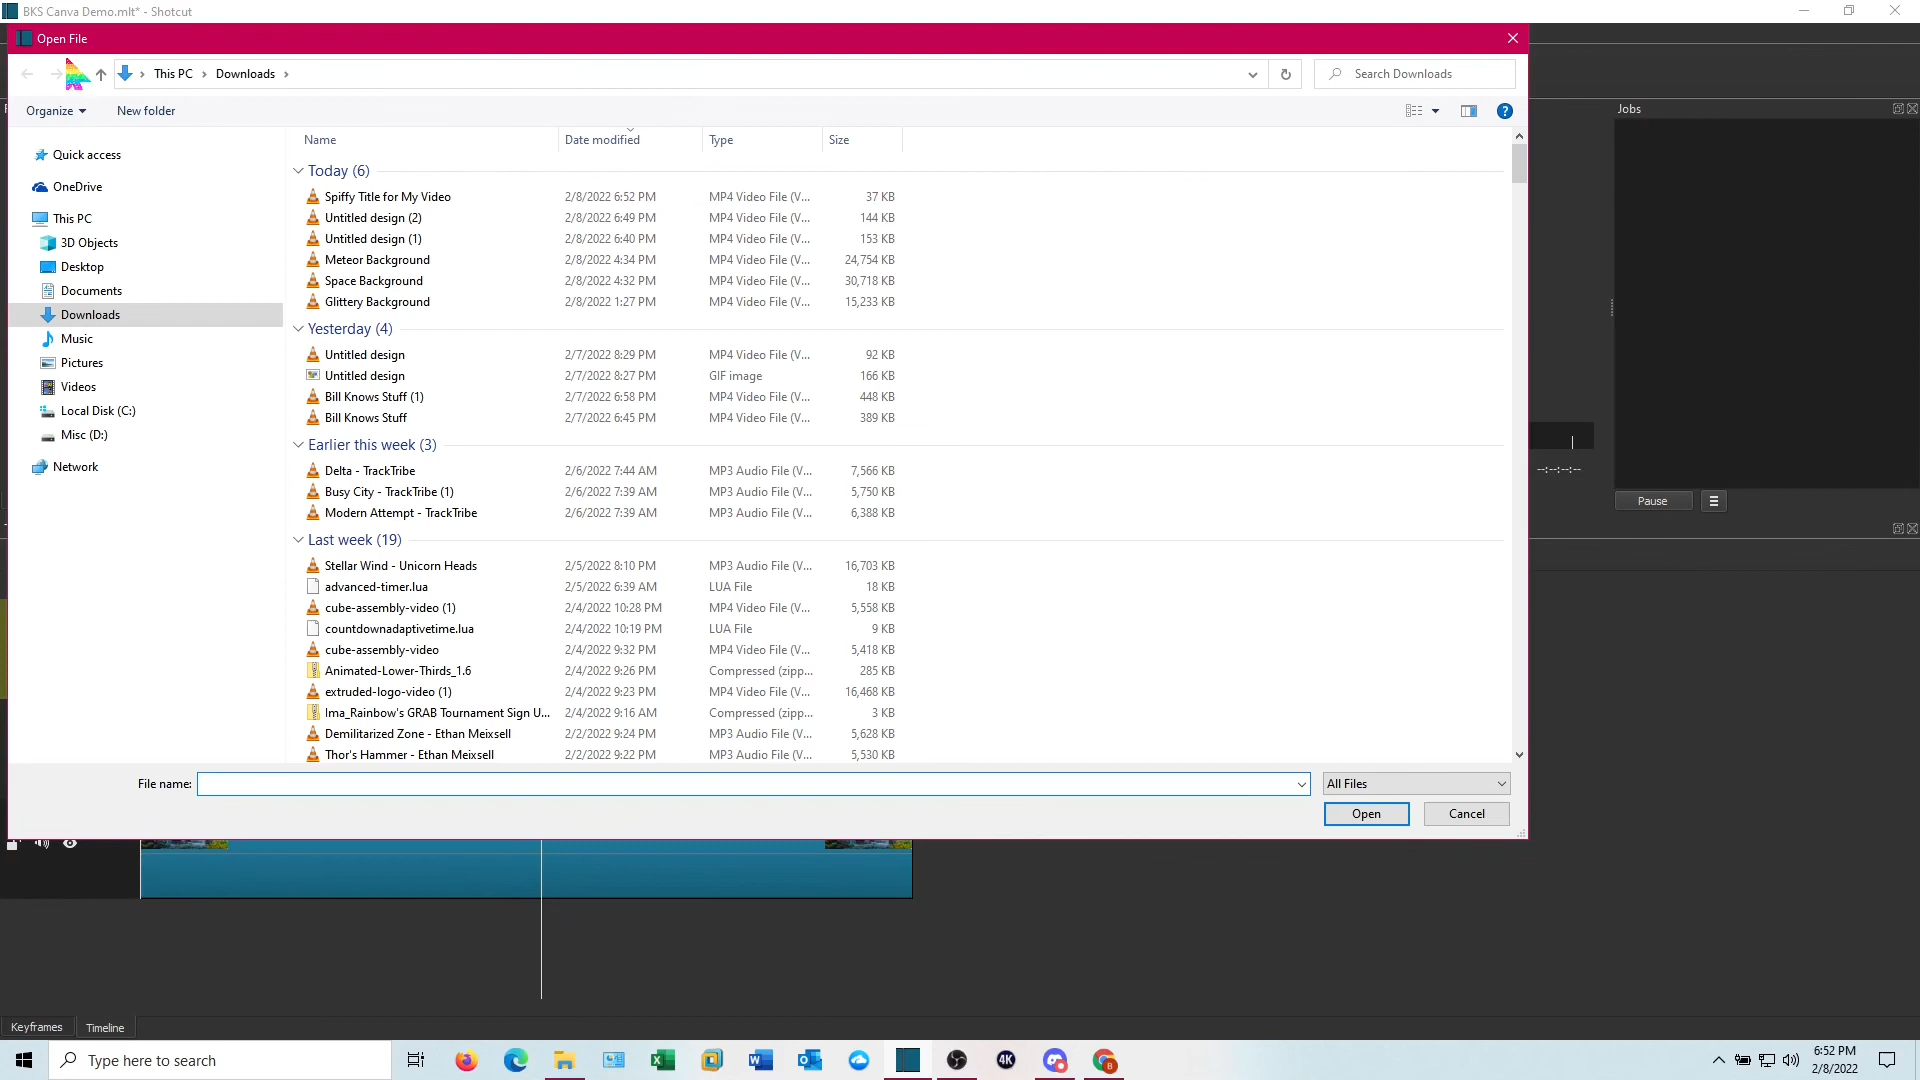 BKS Canva Demo.mlt* - Shotcut
Open File
This PC > Downloads >
Search Downloads
Organize
New folder
Jobs
Name
Date modified
Type
Size
Quick access
OneDrive
This PC
3D Objects
Desktop
Documents
Downloads
Music
Pictures
Videos
Local Disk (C:)
Misc (D:)
Network
Today (6)
Spiffy Title for My Video 2/8/2022 6:52 PM MP4 Video File (V... 37 KB
Untitled design (2) 2/8/2022 6:49 PM MP4 Video File (V... 144 KB
Untitled design (1) 2/8/2022 6:40 PM MP4 Video File (V... 153 KB
Meteor Background 2/8/2022 4:34 PM MP4 Video File (V... 24,754 KB
Space Background 2/8/2022 4:32 PM MP4 Video File (V... 30,718 KB
Glittery Background 2/8/2022 1:27 PM MP4 Video File (V... 15,233 KB
Yesterday (4)
Untitled design 2/7/2022 8:29 PM MP4 Video File (V... 92 KB
Untitled design 2/7/2022 8:27 PM GIF image 166 KB
Bill Knows Stuff (1) 2/7/2022 6:58 PM MP4 Video File (V... 448 KB
Bill Knows Stuff 2/7/2022 6:45 PM MP4 Video File (V... 389 KB
Earlier this week (3)
Delta - TrackTribe 2/6/2022 7:44 AM MP3 Audio File (V... 7,566 KB
Busy City - TrackTribe (1) 2/6/2022 7:39 AM MP3 Audio File (V... 5,750 KB
Modern Attempt - TrackTribe 2/6/2022 7:39 AM MP3 Audio File (V... 6,388 KB
Last week (19)
Stellar Wind - Unicorn Heads 2/5/2022 8:10 PM MP3 Audio File (V... 16,703 KB
advanced-timer.lua 2/5/2022 6:39 AM LUA File 18 KB
cube-assembly-video (1) 2/4/2022 10:28 PM MP4 Video File (V... 5,558 KB
countdownadaptivetime.lua 2/4/2022 10:19 PM LUA File 9 KB
cube-assembly-video 2/4/2022 9:32 PM MP4 Video File (V... 5,418 KB
Animated-Lower-Thirds_1.6 2/4/2022 9:26 PM Compressed (zipp... 285 KB
extruded-logo-video (1) 2/4/2022 9:23 PM MP4 Video File (V... 16,468 KB
Ima_Rainbow's GRAB Tournament Sign U... 2/4/2022 9:16 AM Compressed (zipp... 3 KB
Demilitarized Zone - Ethan Meixsell 2/2/2022 9:24 PM MP3 Audio File (V... 5,628 KB
Thor's Hammer - Ethan Meixsell 2/2/2022 9:22 PM MP3 Audio File (V... 5,530 KB
--:--:--:--
Pause
File name:
All Files
Open
Cancel
Keyframes
Timeline
Type here to search
4K
6:52 PM
2/8/2022